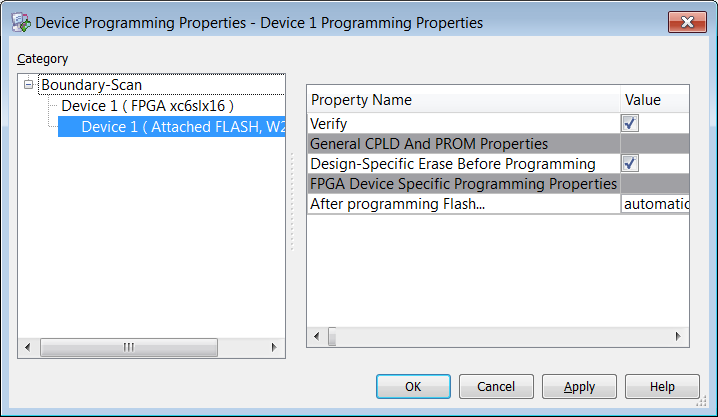 Device Programming Properties - Device 1 Programming Properties
Category
Boundary-Scan
Device 1 ( FPGA xc6slx16 )
Device 1 ( Attached FLASH, W2
Property Name Value
Verify
General CPLD And PROM Properties
Design-Specific Erase Before Programming
FPGA Device Specific Programming Properties
After programming Flash... automatic
OK Cancel Apply Help